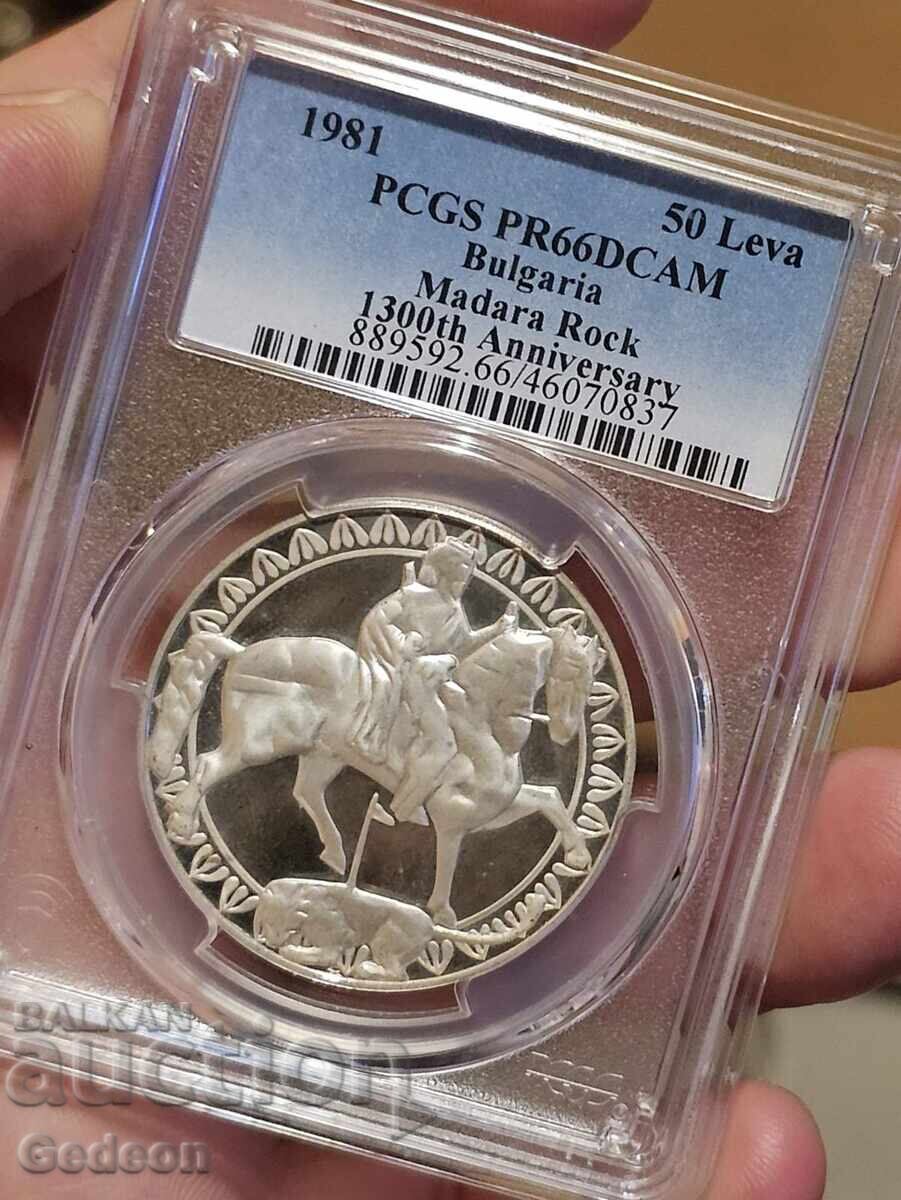 1981
50 Leva
PCGS PR66DCAM
Bulgaria
Madara Rock
1300th Anniversary
889592.66/46070837
BALKAN
auction
Gedeon